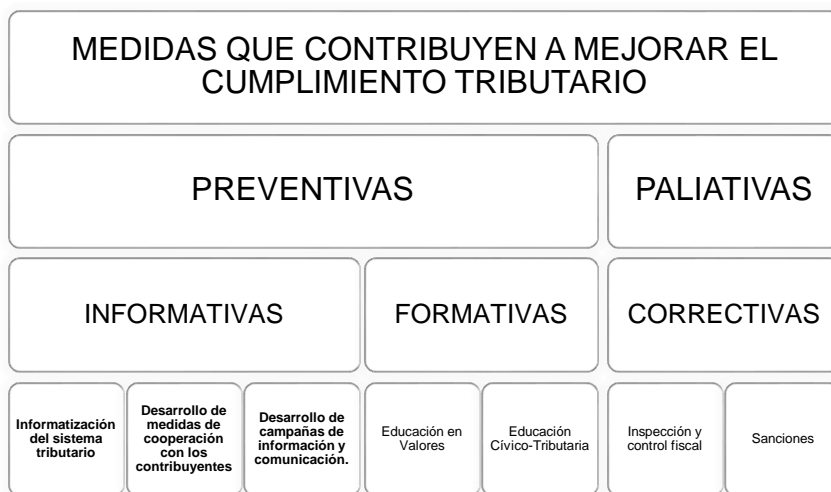 MEDIDAS QUE CONTRIBUYEN A MEJORAR EL
CUMPLIMIENTO TRIBUTARIO
PREVENTIVAS
PALIATIVAS
INFORMATIVAS
FORMATIVAS
CORRECTIVAS
Informatización
del sistema
tributario
Desarrollo de
medidas de
cooperación
con los
contribuyentes
Desarrollo de
campañas de
información y
comunicación.
Educación en
Valores
Educación
Cívico-Tributaria
Inspección y
control fiscal
Sanciones